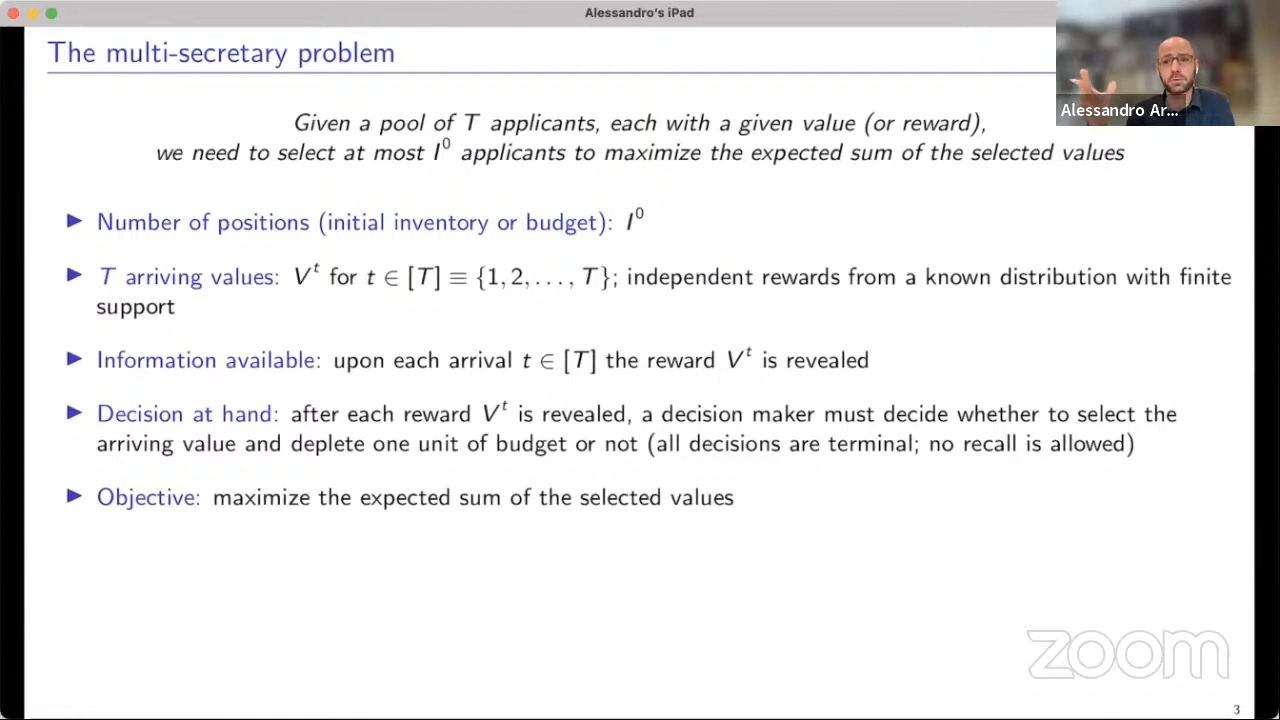 Alessandro's iPad
The multi-secretary problem
Alessandro Ar...
Given a pool of T applicants, each with a given value (or reward),
we need to select at most I⁰ applicants to maximize the expected sum of the selected values
▶ Number of positions (initial inventory or budget): I⁰
▶ T arriving values: Vᵗ for t ∈ [T] ≡ {1, 2, . . . , T}; independent rewards from a known distribution with finite
support
▶ Information available: upon each arrival t ∈ [T] the reward Vᵗ is revealed
▶ Decision at hand: after each reward Vᵗ is revealed, a decision maker must decide whether to select the
arriving value and deplete one unit of budget or not (all decisions are terminal; no recall is allowed)
▶ Objective: maximize the expected sum of the selected values
zoom
3